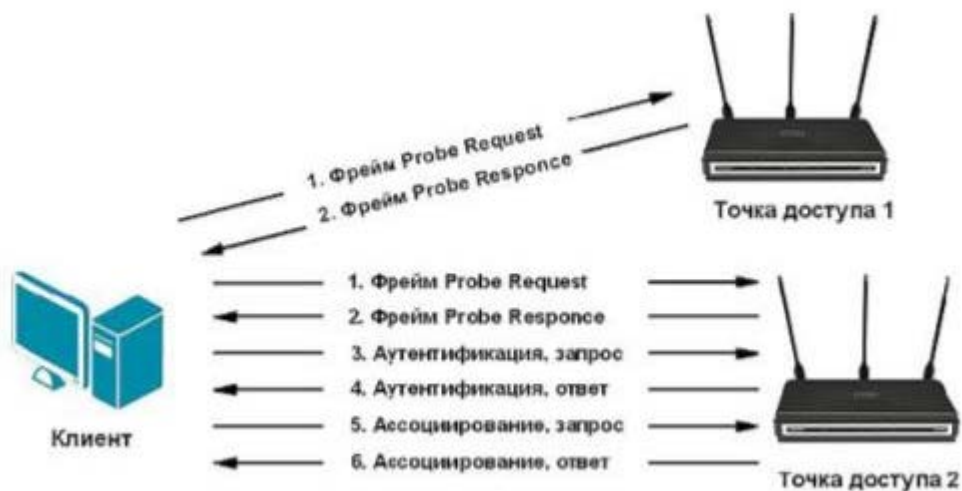 1. Фрейм Probe Request
2. Фрейм Probe Responce
Точка доступа 1
1. Фрейм Probe Request
2. Фрейм Probe Responce
3. Аутентификация, запрос
4. Аутентификация, ответ
5. Ассоциирование, запрос
6. Ассоциирование, ответ
Клиент
Точка доступа 2